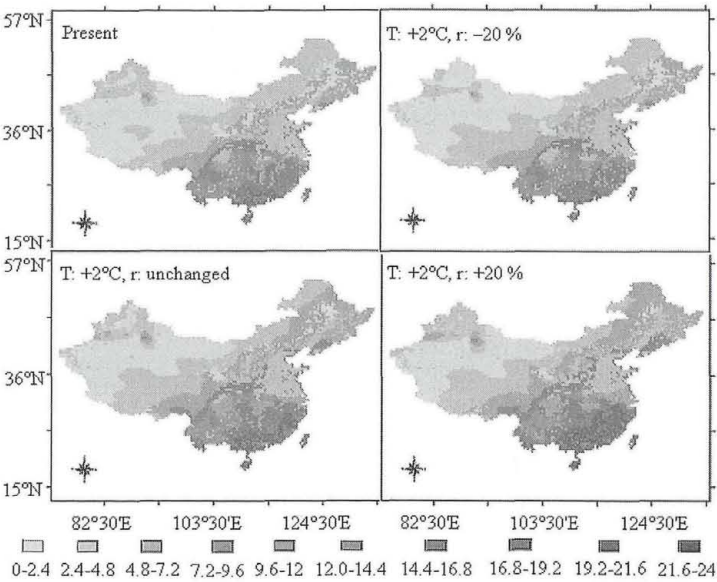 57°N
Present
T: +2°C, r: −20 %
36°N
15°N
57°N
T: +2°C, r: unchanged
T: +2°C, r: +20 %
36°N
15°N
82°30'E 103°30'E 124°30'E 82°30'E 103°30'E 124°30'E
0-2.4 2.4-4.8 4.8-7.2 7.2-9.6 9.6-12 12.0-14.4 14.4-16.8 16.8-19.2 19.2-21.6 21.6-24